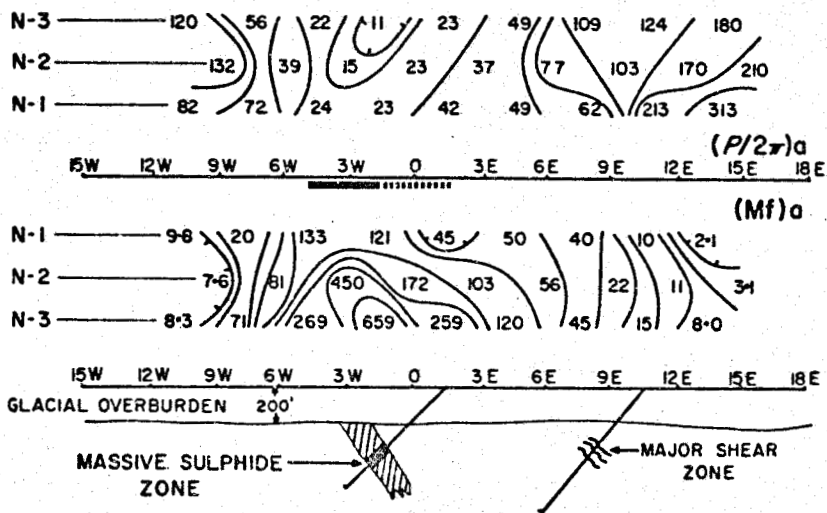 N-3 120 56 22 11 23 49 109 124 180
N-2 132 39 15 23 37 77 103 170 210
N-1 82 72 24 23 42 49 62 213 313
(P/2π)a
15W 12W 9W 6W 3W 0 3E 6E 9E 12E 15E 18E
(Mf)a
N-1 9·8 20 133 121 45 50 40 10 2·1
N-2 7·6 81 450 172 103 56 22 11 3·1
N-3 8·3 71 269 659 259 120 45 15 8·0
15W 12W 9W 6W 3W 0 3E 6E 9E 12E 15E 18E
GLACIAL OVERBURDEN 200'
MASSIVE SULPHIDE ZONE
MAJOR SHEAR ZONE